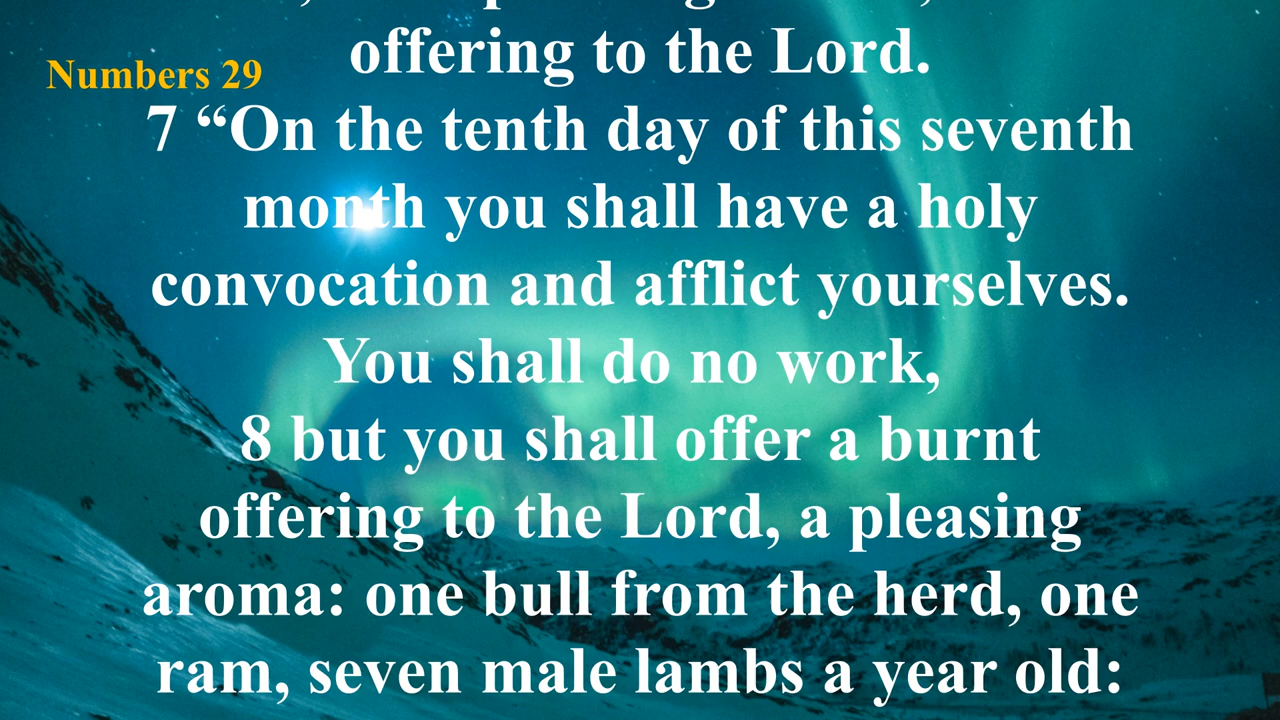 offering to the Lord.
Numbers 29
7 “On the tenth day of this seventh
month you shall have a holy
convocation and afflict yourselves.
You shall do no work,
8 but you shall offer a burnt
offering to the Lord, a pleasing
aroma: one bull from the herd, one
ram, seven male lambs a year old: